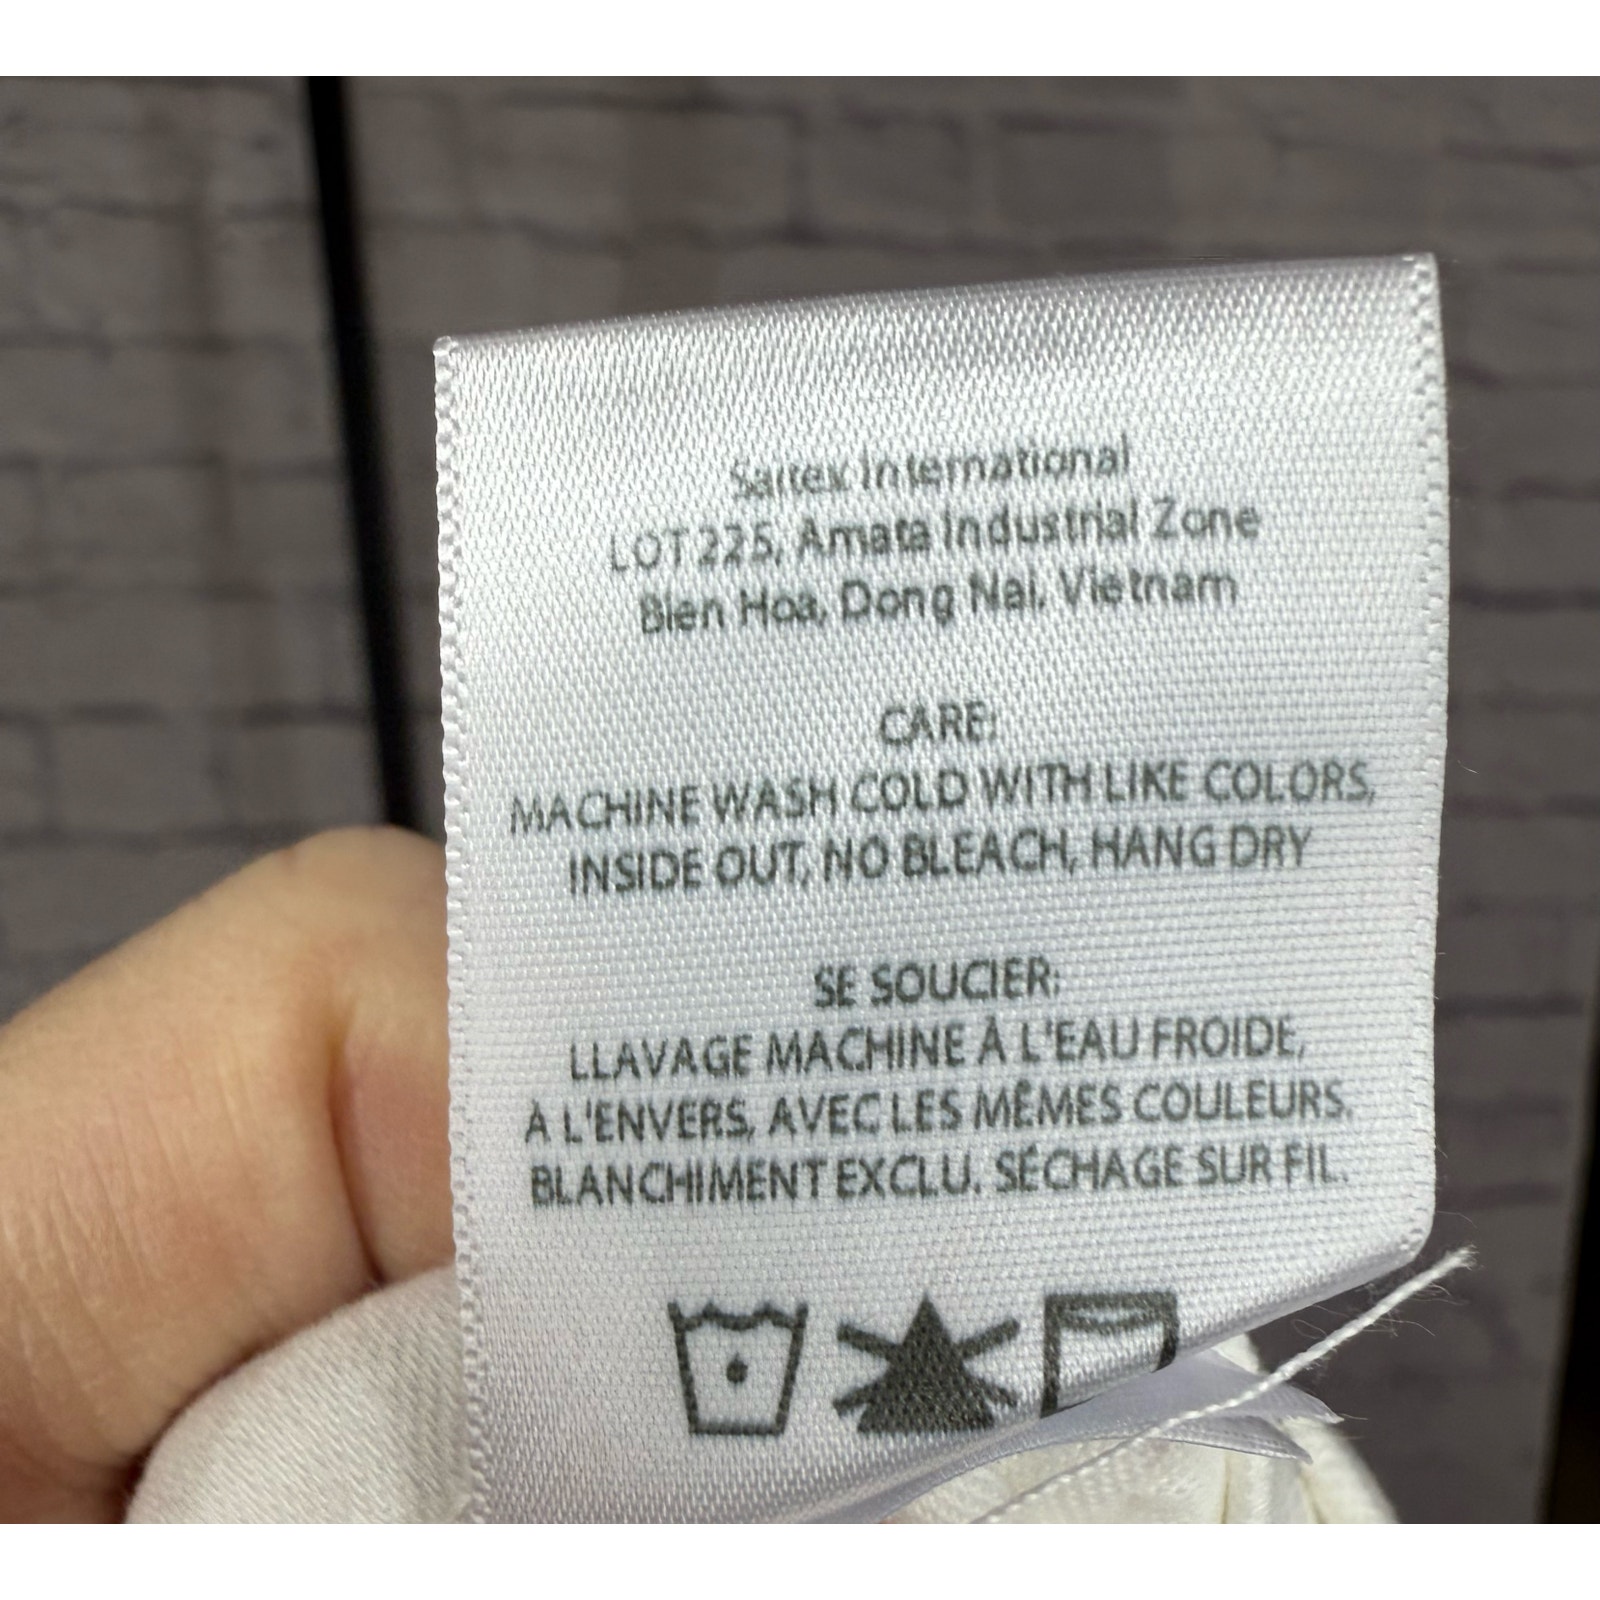 Saitex International
LOT 225, Amata Industrial Zone
Bien Hoa, Dong Nai, Vietnam
CARE:
MACHINE WASH COLD WITH LIKE COLORS,
INSIDE OUT, NO BLEACH, HANG DRY
SE SOUCIER:
LLAVAGE MACHINE À L'EAU FROIDE,
À L'ENVERS, AVEC LES MÊMES COULEURS.
BLANCHIMENT EXCLU. SÉCHAGE SUR FIL.